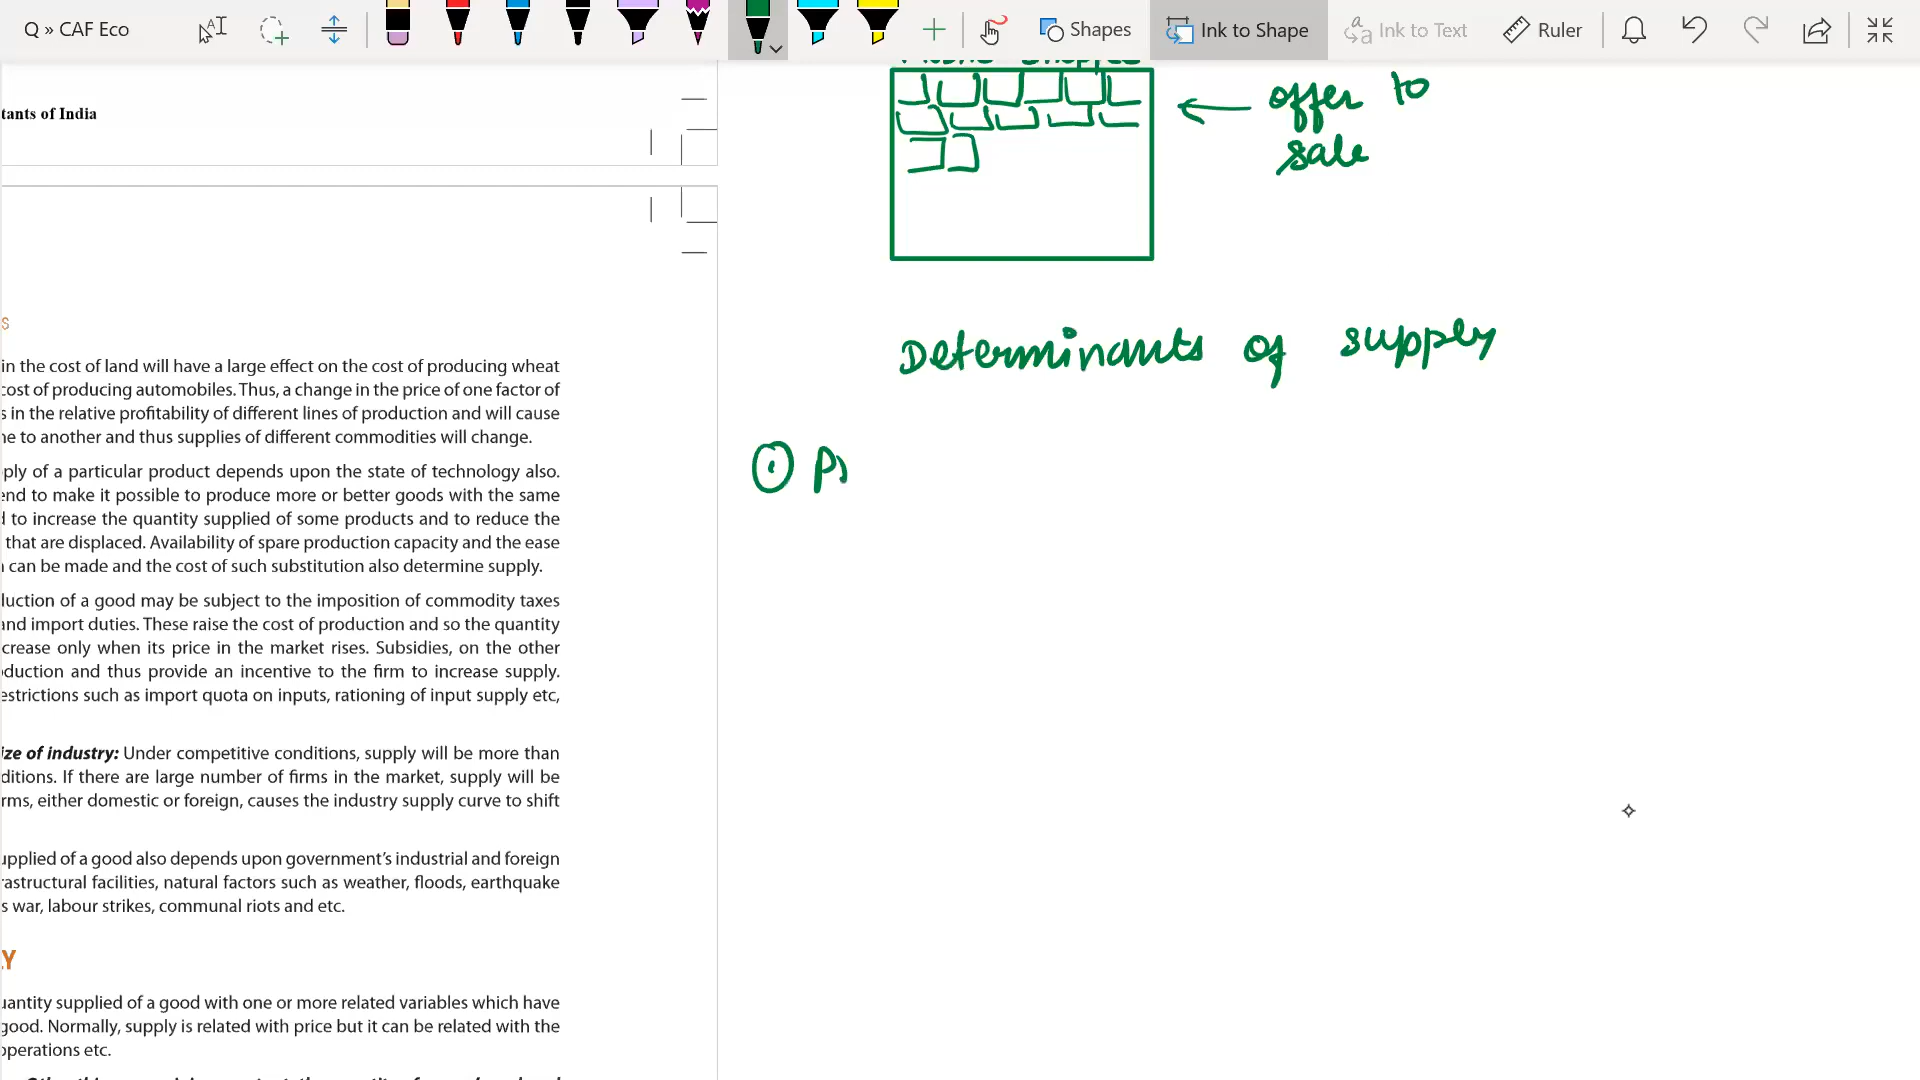 Q » CAF Eco
Shapes
Ink to Shape
Ink to Text
Ruler
tants of India
offer to
sale
Determinants of supply
① Pr
s
in the cost of land will have a large effect on the cost of producing wheat
cost of producing automobiles. Thus, a change in the price of one factor of
s in the relative profitability of different lines of production and will cause
ne to another and thus supplies of different commodities will change.
ply of a particular product depends upon the state of technology also.
end to make it possible to produce more or better goods with the same
d to increase the quantity supplied of some products and to reduce the
that are displaced. Availability of spare production capacity and the ease
n can be made and the cost of such substitution also determine supply.
luction of a good may be subject to the imposition of commodity taxes
and import duties. These raise the cost of production and so the quantity
crease only when its price in the market rises. Subsidies, on the other
duction and thus provide an incentive to the firm to increase supply.
estrictions such as import quota on inputs, rationing of input supply etc,
ize of industry: Under competitive conditions, supply will be more than
ditions. If there are large number of firms in the market, supply will be
rms, either domestic or foreign, causes the industry supply curve to shift
upplied of a good also depends upon government's industrial and foreign
rastructural facilities, natural factors such as weather, floods, earthquake
s war, labour strikes, communal riots and etc.
Y
uantity supplied of a good with one or more related variables which have
good. Normally, supply is related with price but it can be related with the
operations etc.